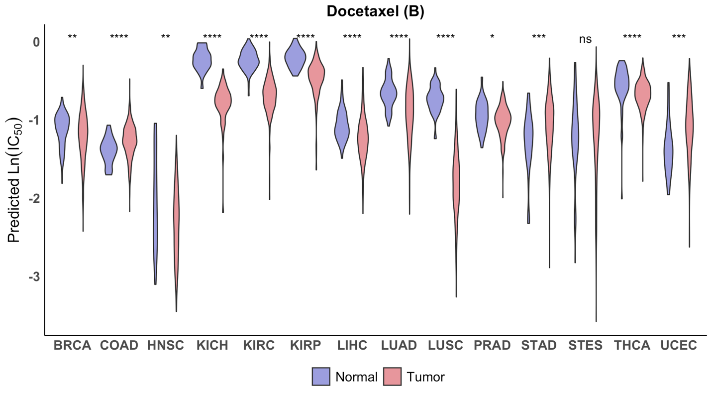 Docetaxel (B)
** **** ** **** **** **** **** **** **** * *** ns **** ***
Predicted Ln(IC50)
0
-1
-2
-3
BRCA COAD HNSC KICH KIRC KIRP LIHC LUAD LUSC PRAD STAD STES THCA UCEC
Normal Tumor